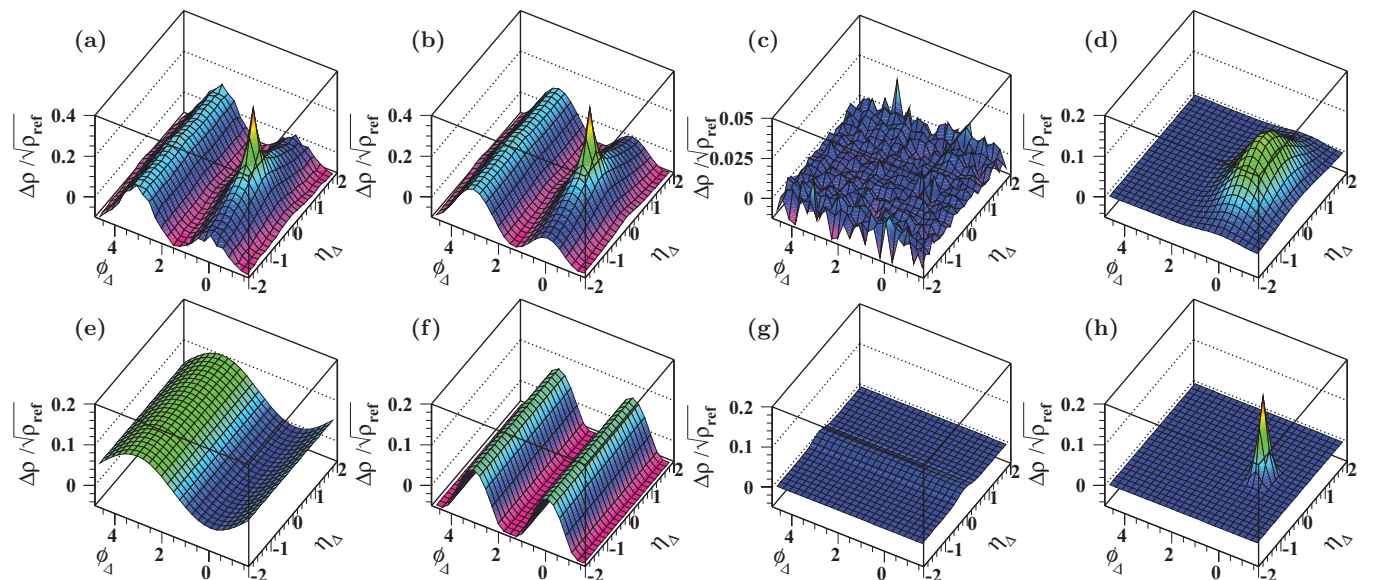 (a) (b) (c) (d)
Δρ /√ρref 0.4 0.2 0 4 2 0 ϕΔ -2 -1 0 1 2 ηΔ
Δρ /√ρref 0.4 0.2 0 4 2 0 ϕΔ -2 -1 0 1 2 ηΔ
Δρ /√ρref 0.05 0.025 0 4 2 0 ϕΔ -2 -1 0 1 2 ηΔ
Δρ /√ρref 0.2 0.1 0 4 2 0 ϕΔ -2 -1 0 1 2 ηΔ
(e) (f) (g) (h)
Δρ /√ρref 0.2 0.1 0 4 2 0 ϕΔ -2 -1 0 1 2 ηΔ
Δρ /√ρref 0.2 0.1 0 4 2 0 ϕΔ -2 -1 0 1 2 ηΔ
Δρ /√ρref 0.2 0.1 0 4 2 0 ϕΔ -2 -1 0 1 2 ηΔ
Δρ /√ρref 0.2 0.1 0 4 2 0 ϕΔ -2 -1 0 1 2 ηΔ